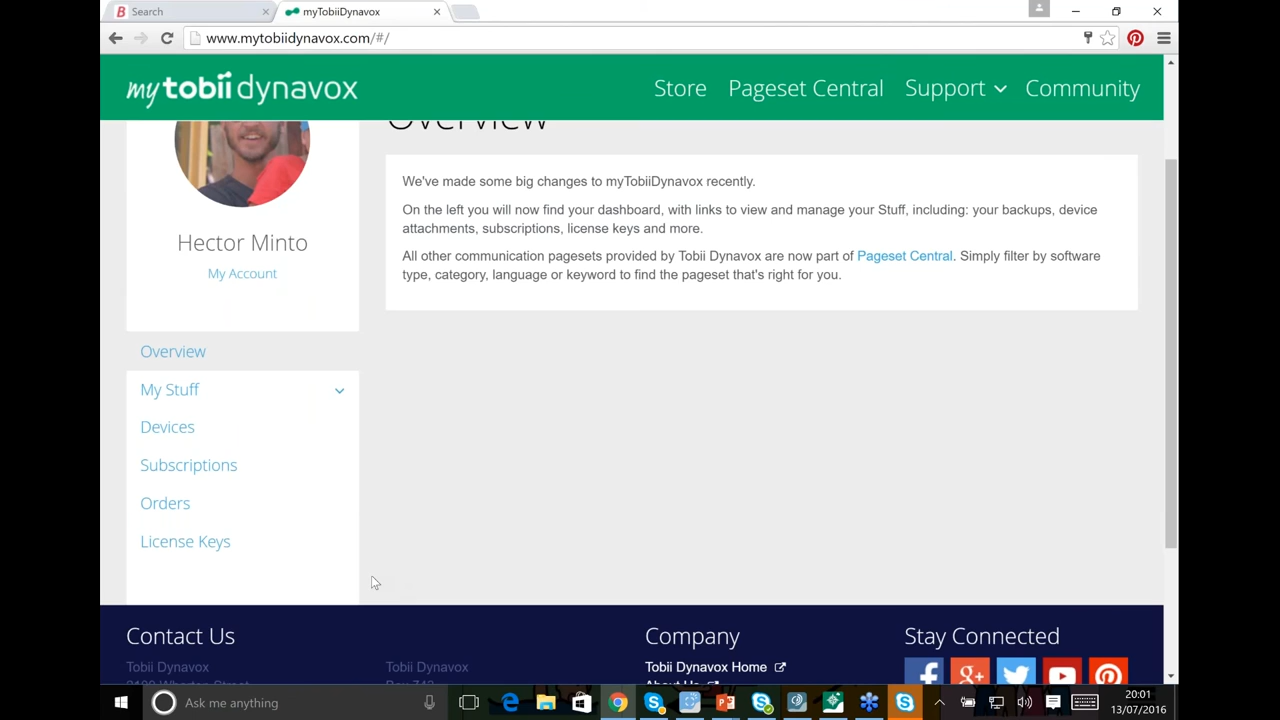 Search
myTobiiDynavox
www.mytobiidynavox.com/#/
my tobii dynavox
Store
Pageset Central
Support
Community
Overview
Hector Minto
My Account
We've made some big changes to myTobiiDynavox recently.
On the left you will now find your dashboard, with links to view and manage your Stuff, including: your backups, device
attachments, subscriptions, license keys and more.
All other communication pagesets provided by Tobii Dynavox are now part of Pageset Central. Simply filter by software
type, category, language or keyword to find the pageset that's right for you.
Overview
My Stuff
Devices
Subscriptions
Orders
License Keys
Contact Us
Tobii Dynavox
Tobii Dynavox
Company
Tobii Dynavox Home
About Us
Stay Connected
Ask me anything
20:01
13/07/2016